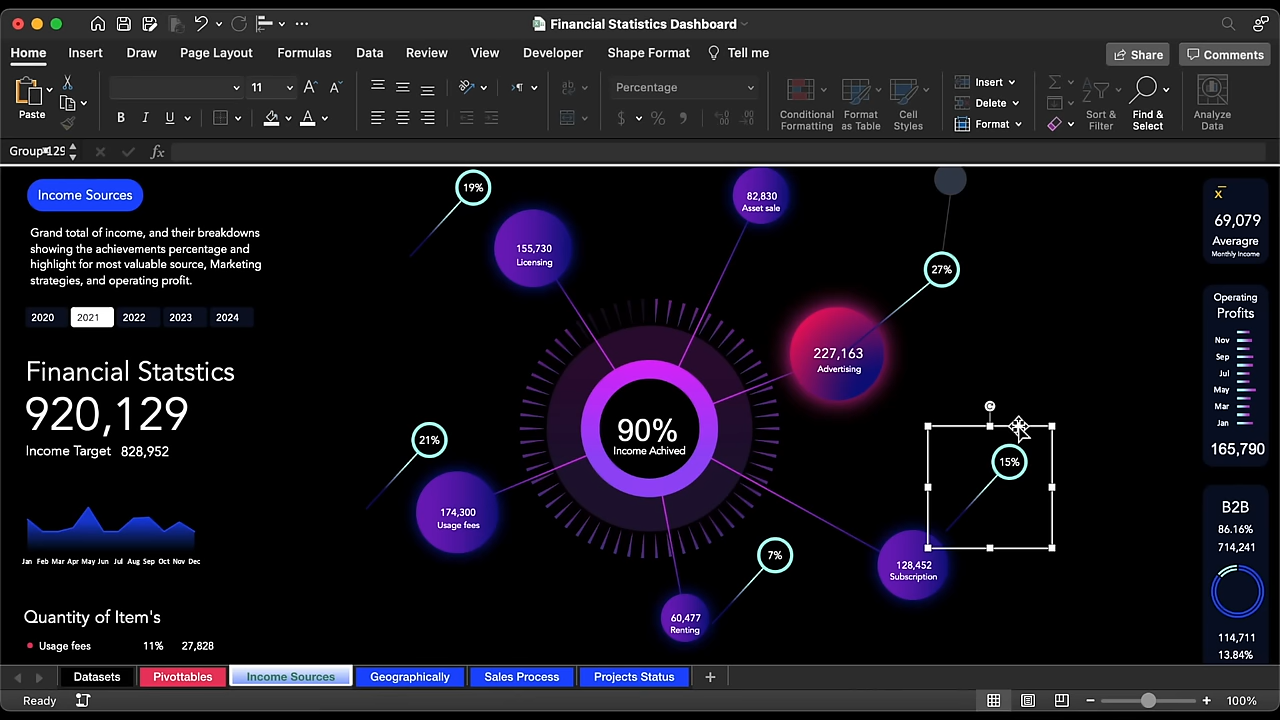 Financial Statistics Dashboard
Home Insert Draw Page Layout Formulas Data Review View Developer Shape Format Tell me
Share Comments
Paste
11
B I U A
Percentage
$ %
Conditional Formatting
Format as Table
Cell Styles
Insert
Delete
Format
Sort & Filter
Find & Select
Analyze Data
fx
Income Sources
Grand total of income, and their breakdowns
showing the achievements percentage and
highlight for most valuable source, Marketing
strategies, and operating profit.
2020 2021 2022 2023 2024
Financial Statstics
920,129
Income Target 828,952
Jan Feb Mar Apr May Jun Jul Aug Sep Oct Nov Dec
Quantity of Item's
Usage fees 11% 27,828
19%
155,730
Licensing
82,830
Asset sale
27%
227,163
Advertising
90%
Income Achived
21%
174,300
Usage fees
15%
128,452
Subscription
7%
60,477
Renting
x
69,079
Averagre
Monthly Income
Operating
Profits
Nov
Sep
Jul
May
Mar
Jan
165,790
B2B
86.16%
714,241
114,711
13.84%
Datasets Pivottables Income Sources Geographically Sales Process Projects Status +
Ready
100%